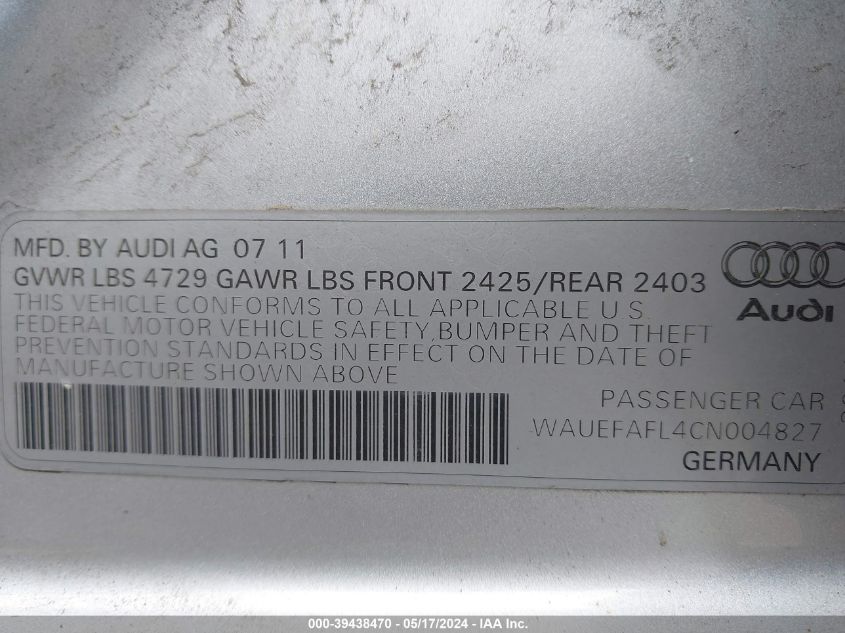 MFD. BY AUDI AG 07 11
GVWR LBS 4729 GAWR LBS FRONT 2425/REAR 2403
THIS VEHICLE CONFORMS TO ALL APPLICABLE U S
FEDERAL MOTOR VEHICLE SAFETY,BUMPER AND THEFT
PREVENTION STANDARDS IN EFFECT ON THE DATE OF
MANUFACTURE SHOWN ABOVE
Audi
PASSENGER CAR
WAUEFAFL4CN004827
GERMANY
000-39438470 - 05/17/2024 - IAA Inc.